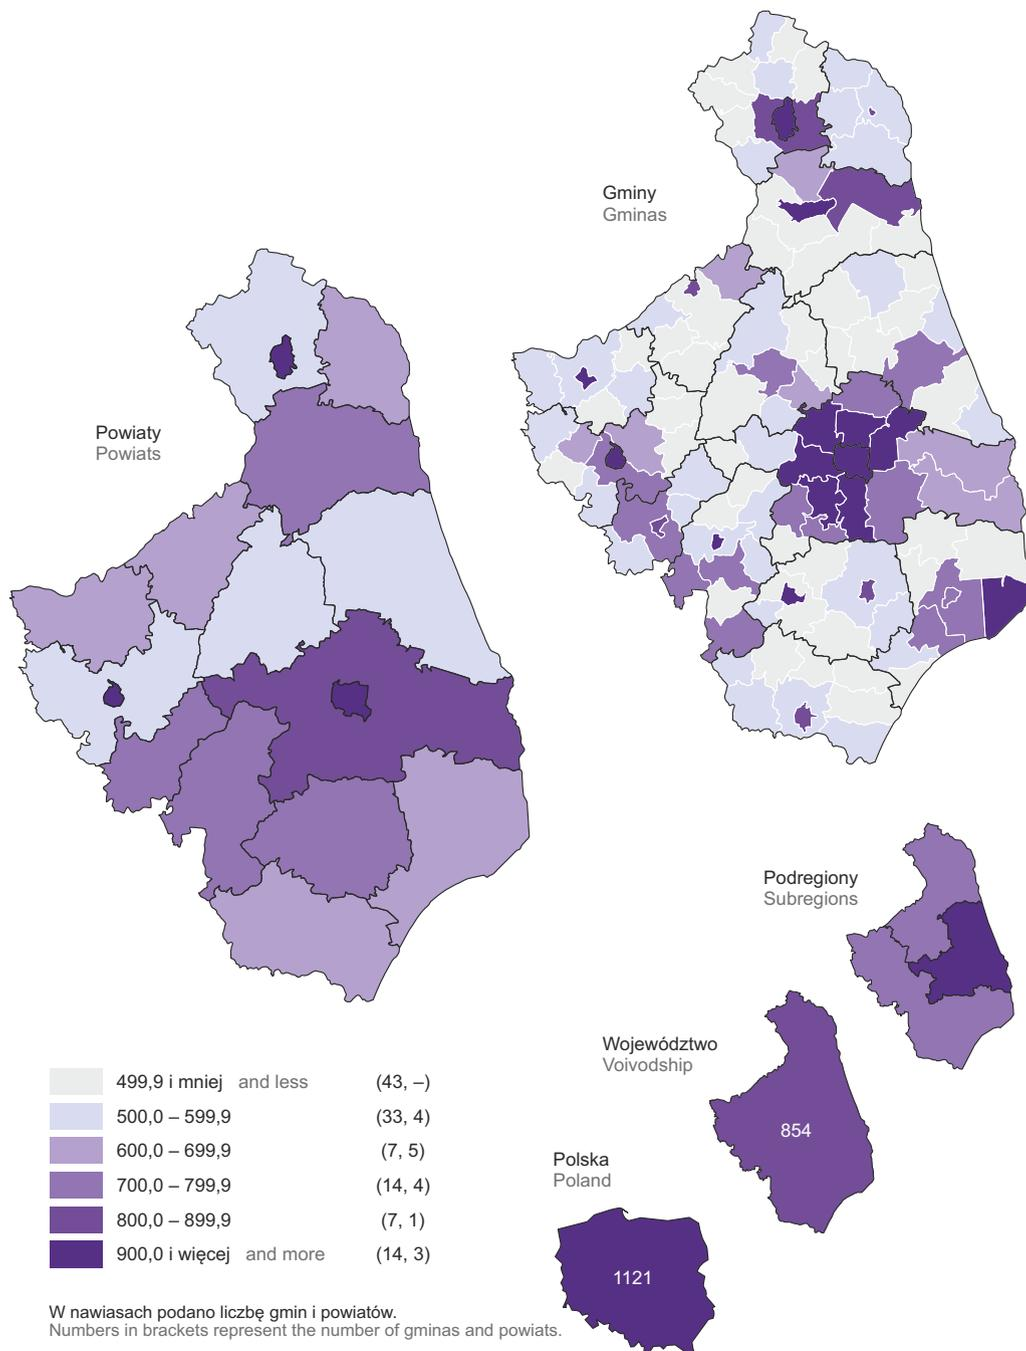 Gminy
Gminas
Powiaty
Powiats
Podregiony
Subregions
Województwo
Voivodship
854
Polska
Poland
1121
499,9 i mniej and less (43, –)
500,0 – 599,9 (33, 4)
600,0 – 699,9 (7, 5)
700,0 – 799,9 (14, 4)
800,0 – 899,9 (7, 1)
900,0 i więcej and more (14, 3)
W nawiasach podano liczbę gmin i powiatów.
Numbers in brackets represent the number of gminas and powiats.